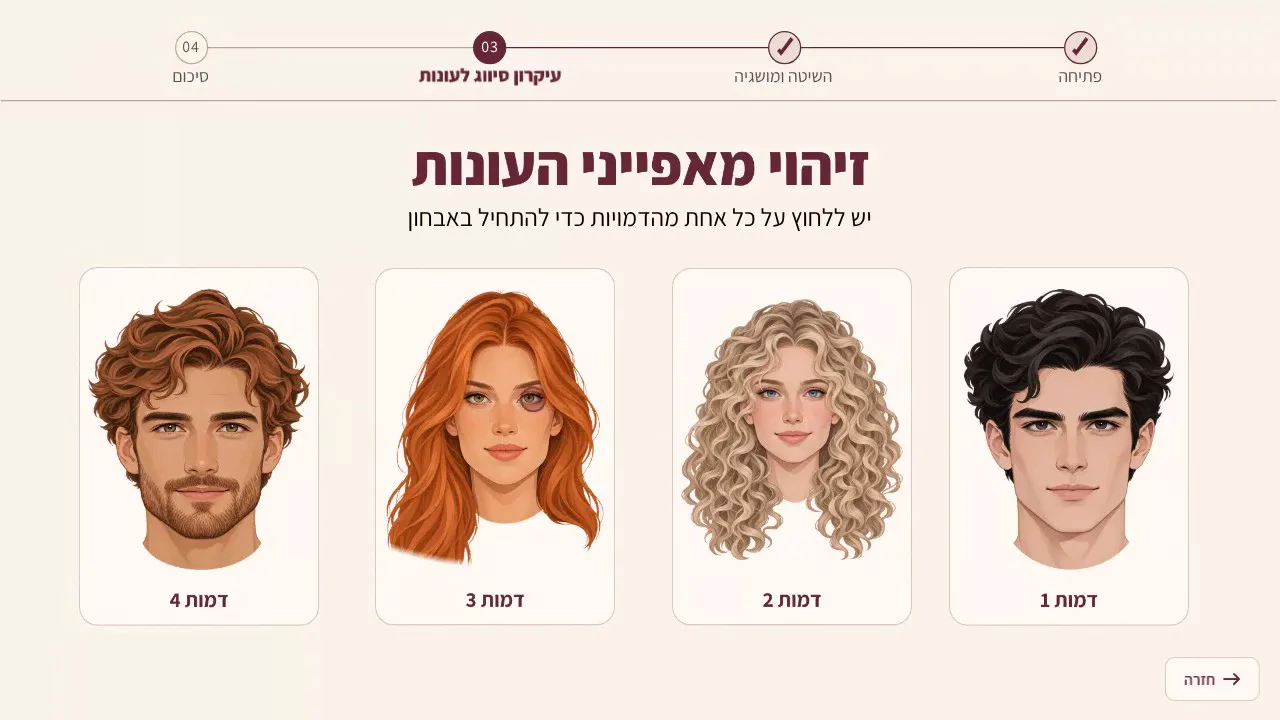 פתיחה
השיטה ומושגיה
03
עיקרון סיווג לעונות
04
סיכום
זיהוי מאפייני העונות
יש ללחוץ על כל אחת מהדמויות כדי להתחיל באבחון
דמות 1
דמות 2
דמות 3
דמות 4
חזרה